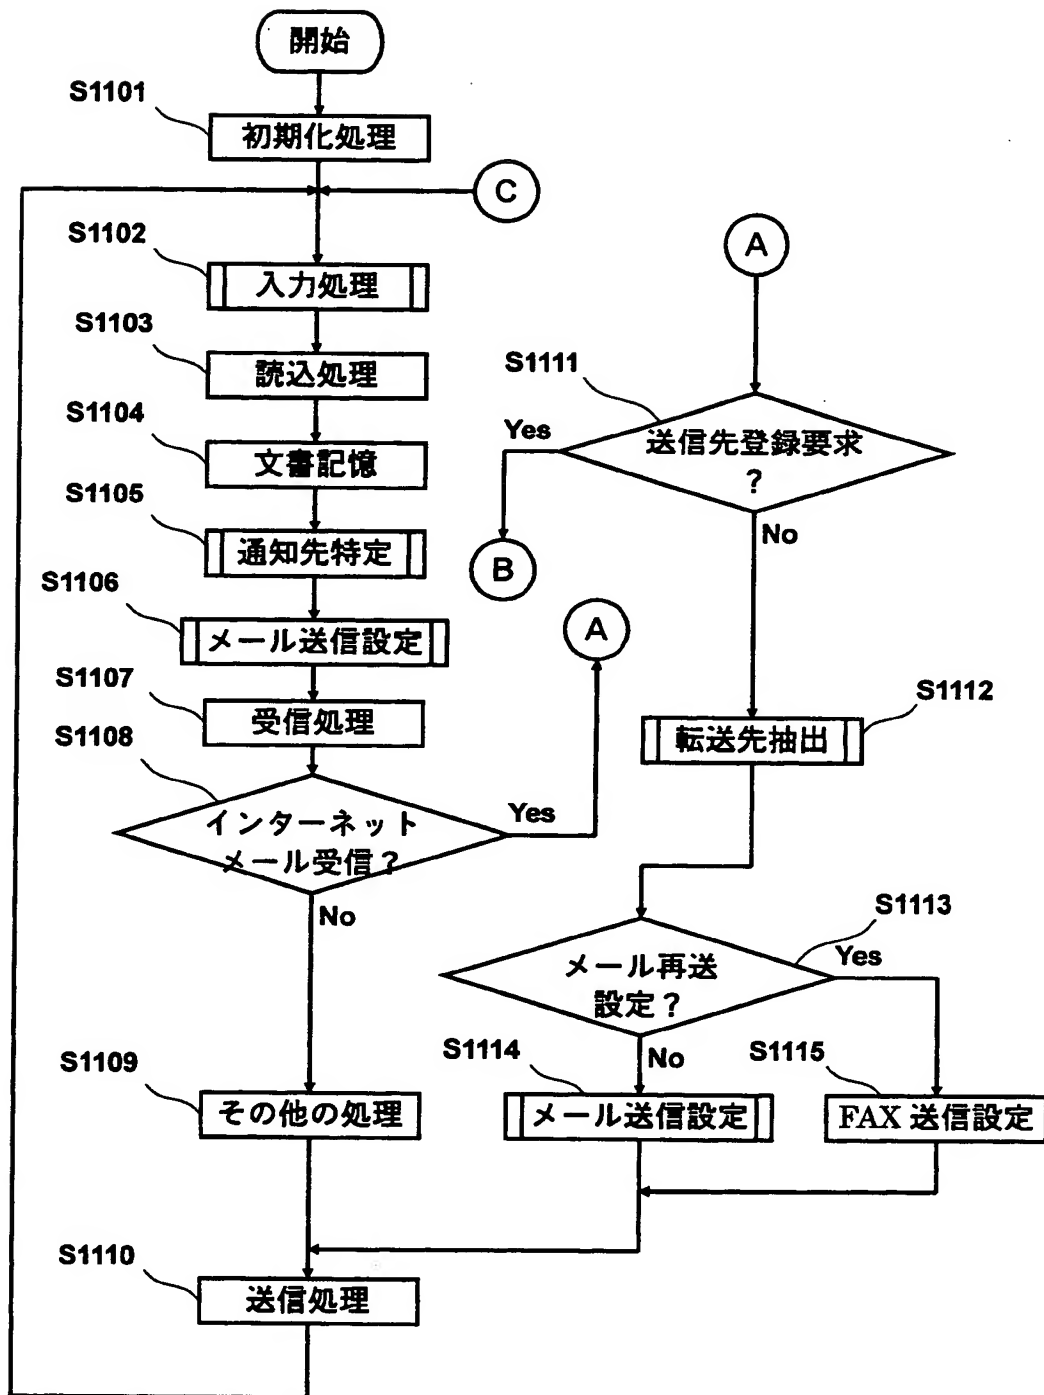 開始
S1101
初期化処理
C
S1102
入力処理
S1103
読込処理
S1104
文書記憶
S1105
通知先特定
S1106
メール送信設定
S1107
受信処理
S1108
インターネット
メール受信?
Yes
A
No
S1109
その他の処理
S1110
送信処理
A
S1111
送信先登録要求
?
Yes
B
No
S1112
転送先抽出
S1113
メール再送
設定?
Yes
No
S1114
メール送信設定
S1115
FAX 送信設定